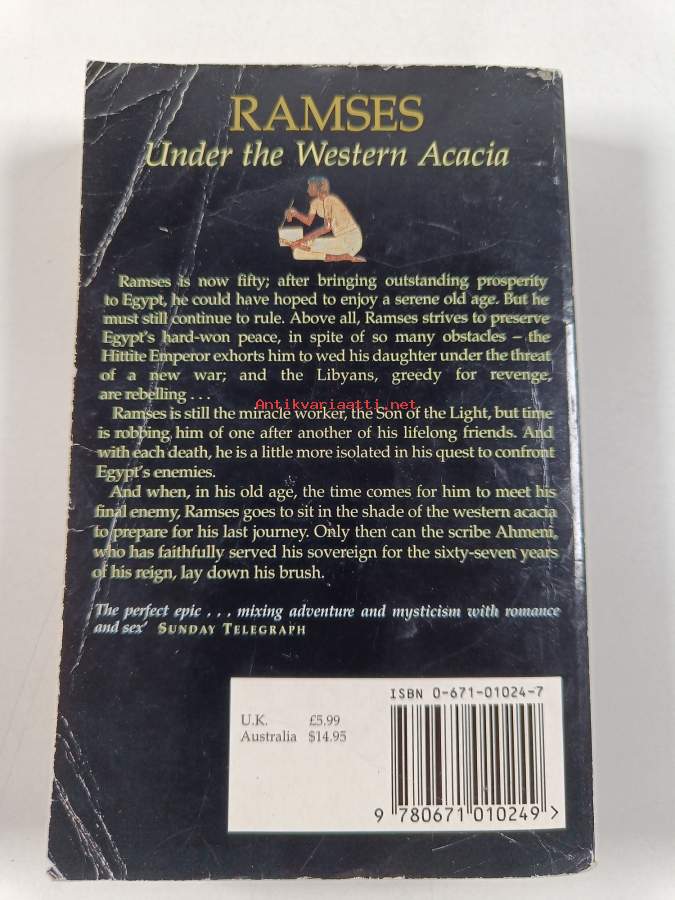 RAMSES
Under the Western Acacia
Ramses is now fifty; after bringing outstanding prosperity
to Egypt, he could have hoped to enjoy a serene old age. But he
must still continue to rule. Above all, Ramses strives to preserve
Egypt's hard-won peace, in spite of so many obstacles – the
Hittite Emperor exhorts him to wed his daughter under the threat
of a new war; and the Libyans, greedy for revenge,
are rebelling . . .
Antikvariaatti.net
Ramses is still the miracle worker, the Son of the Light, but time
is robbing him of one after another of his lifelong friends. And
with each death, he is a little more isolated in his quest to confront
Egypt's enemies.
And when, in his old age, the time comes for him to meet his
final enemy, Ramses goes to sit in the shade of the western acacia
to prepare for his last journey. Only then can the scribe Ahmeni,
who has faithfully served his sovereign for the sixty-seven years
of his reign, lay down his brush.
The perfect epic . . . mixing adventure and mysticism with romance
and sex' SUNDAY TELEGRAPH
ISBN 0-671-01024-7
U.K. £5.99
Australia $14.95
9 780671 010249 >